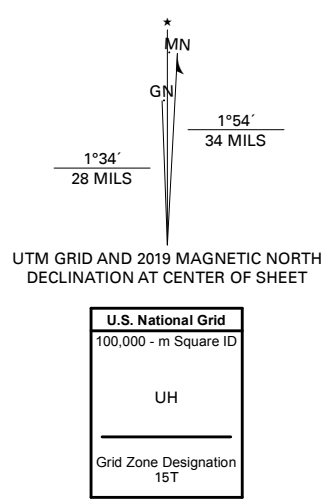 ★
MN
GN
1°54´
34 MILS
1°34´
28 MILS
UTM GRID AND 2019 MAGNETIC NORTH
DECLINATION AT CENTER OF SHEET
U.S. National Grid
100,000 - m Square ID
UH
Grid Zone Designation
15T